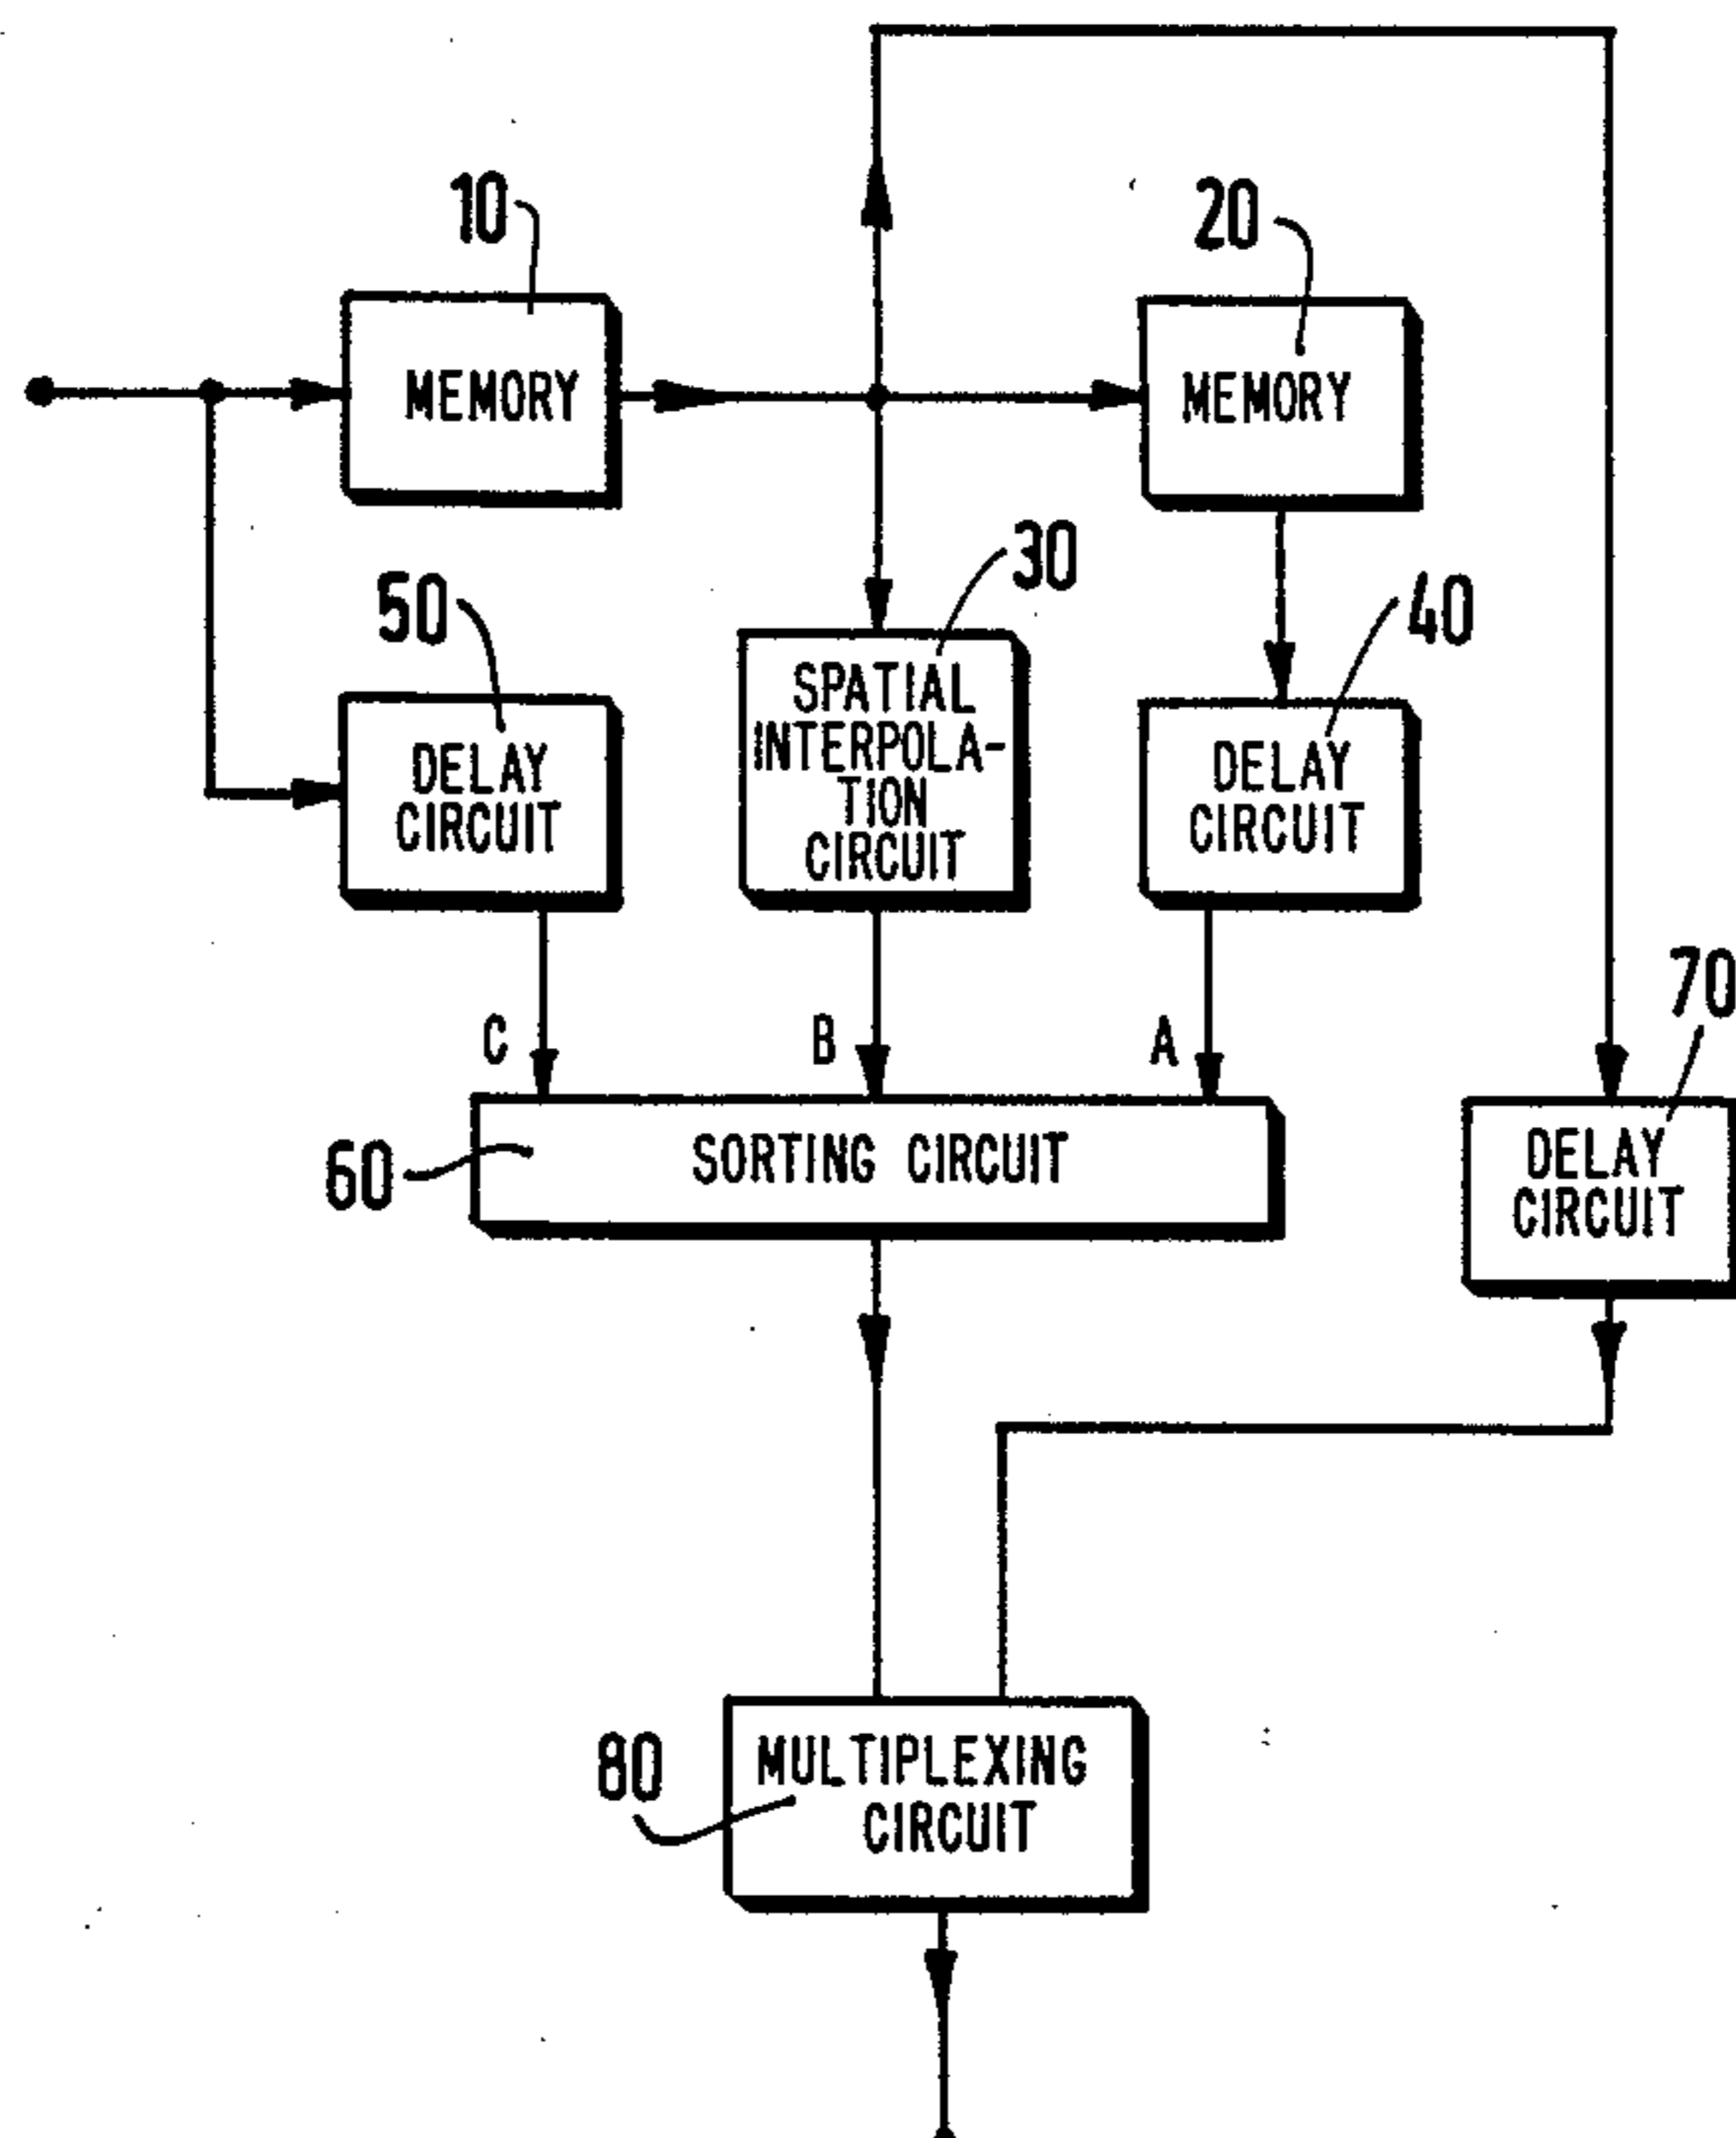 10
20
MEMORY
MEMORY
30
50
40
SPATIAL
INTERPOLA-
TION
CIRCUIT
DELAY
CIRCUIT
DELAY
CIRCUIT
70
C
B
A
60
SORTING CIRCUIT
DELAY
CIRCUIT
80
MULTIPLEXING
CIRCUIT